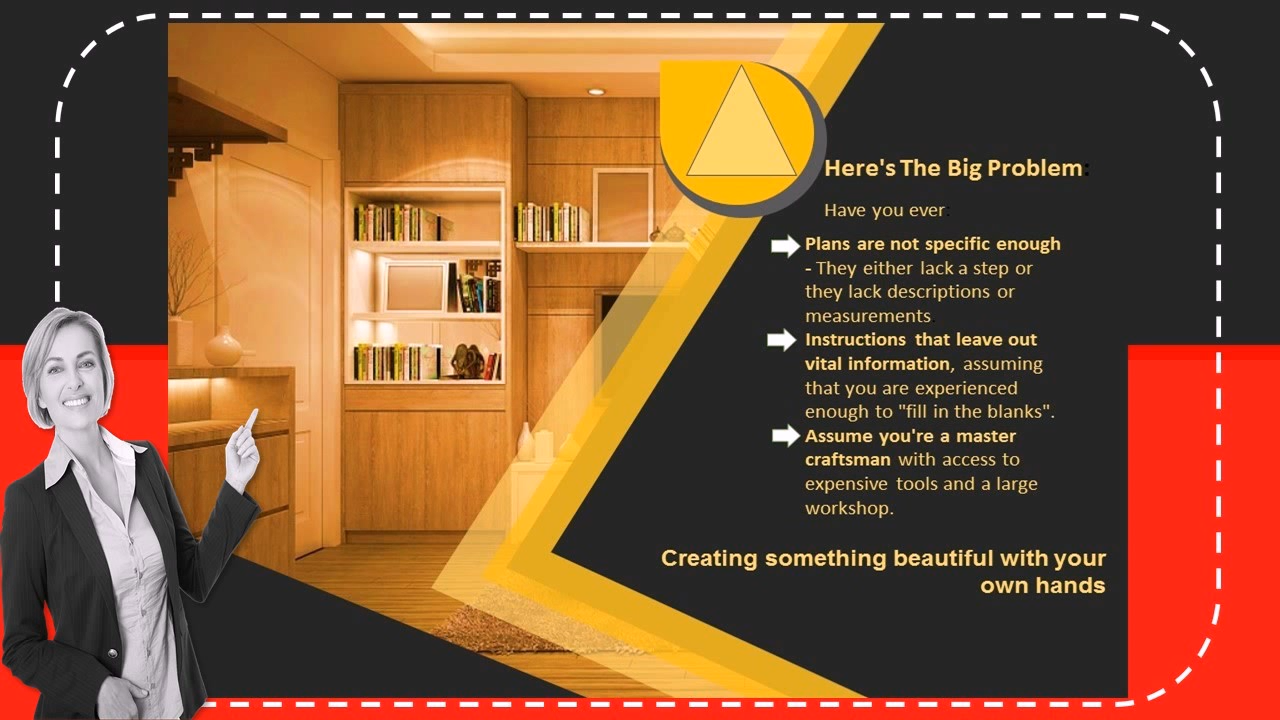 Here's The Big Problem:
Have you ever
Plans are not specific enough
- They either lack a step or
they lack descriptions or
measurements
Instructions that leave out
vital information, assuming
that you are experienced
enough to "fill in the blanks".
Assume you're a master
craftsman with access to
expensive tools and a large
workshop.
Creating something beautiful with your
own hands